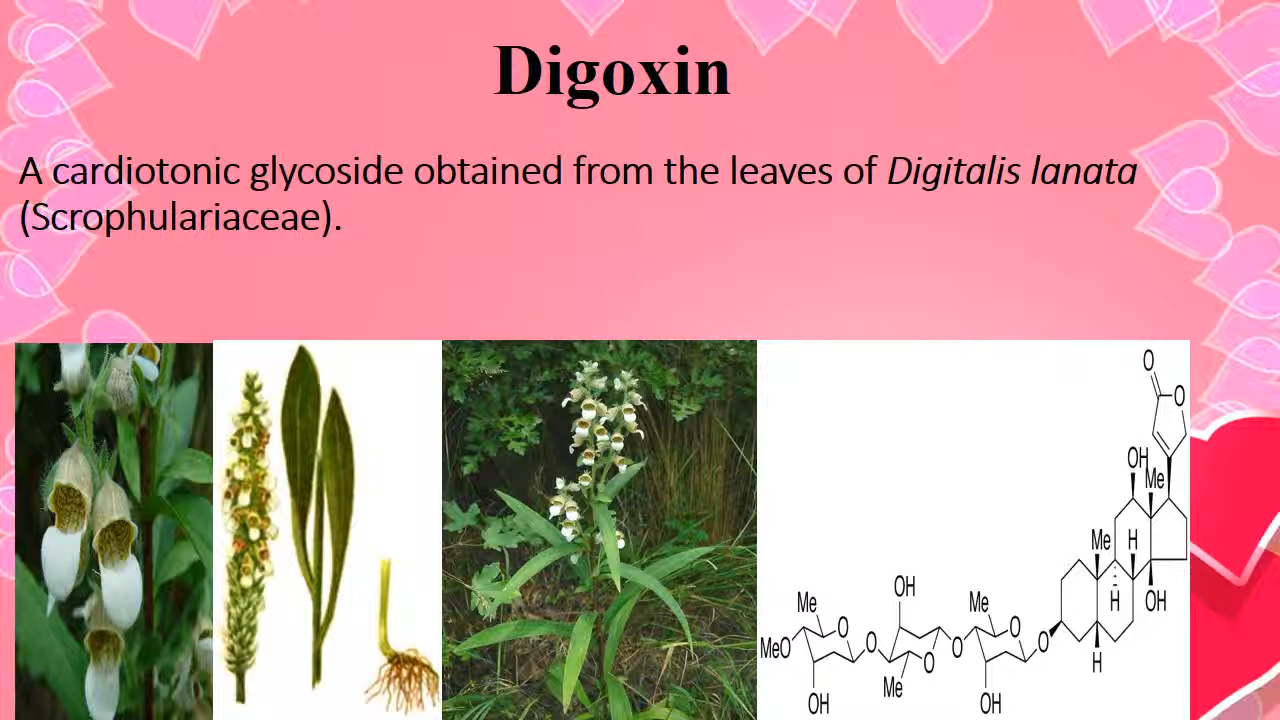 Digoxin
A cardiotonic glycoside obtained from the leaves of Digitalis lanata
(Scrophulariaceae).
O
O
OH
Me
Me
H
OH
H
OH
Me
Me
O
O
O
O
MeO
O
H
Me
OH
OH